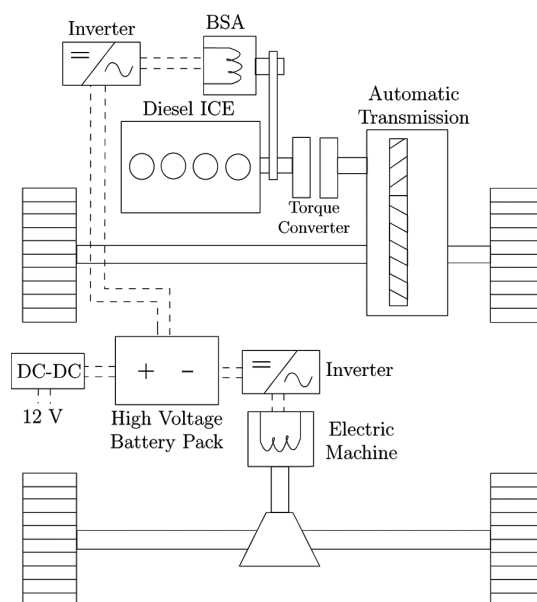 Inverter
BSA
Diesel ICE
Automatic
Transmission
Torque
Converter
DC-DC
12 V
+ -
High Voltage
Battery Pack
Inverter
Electric
Machine